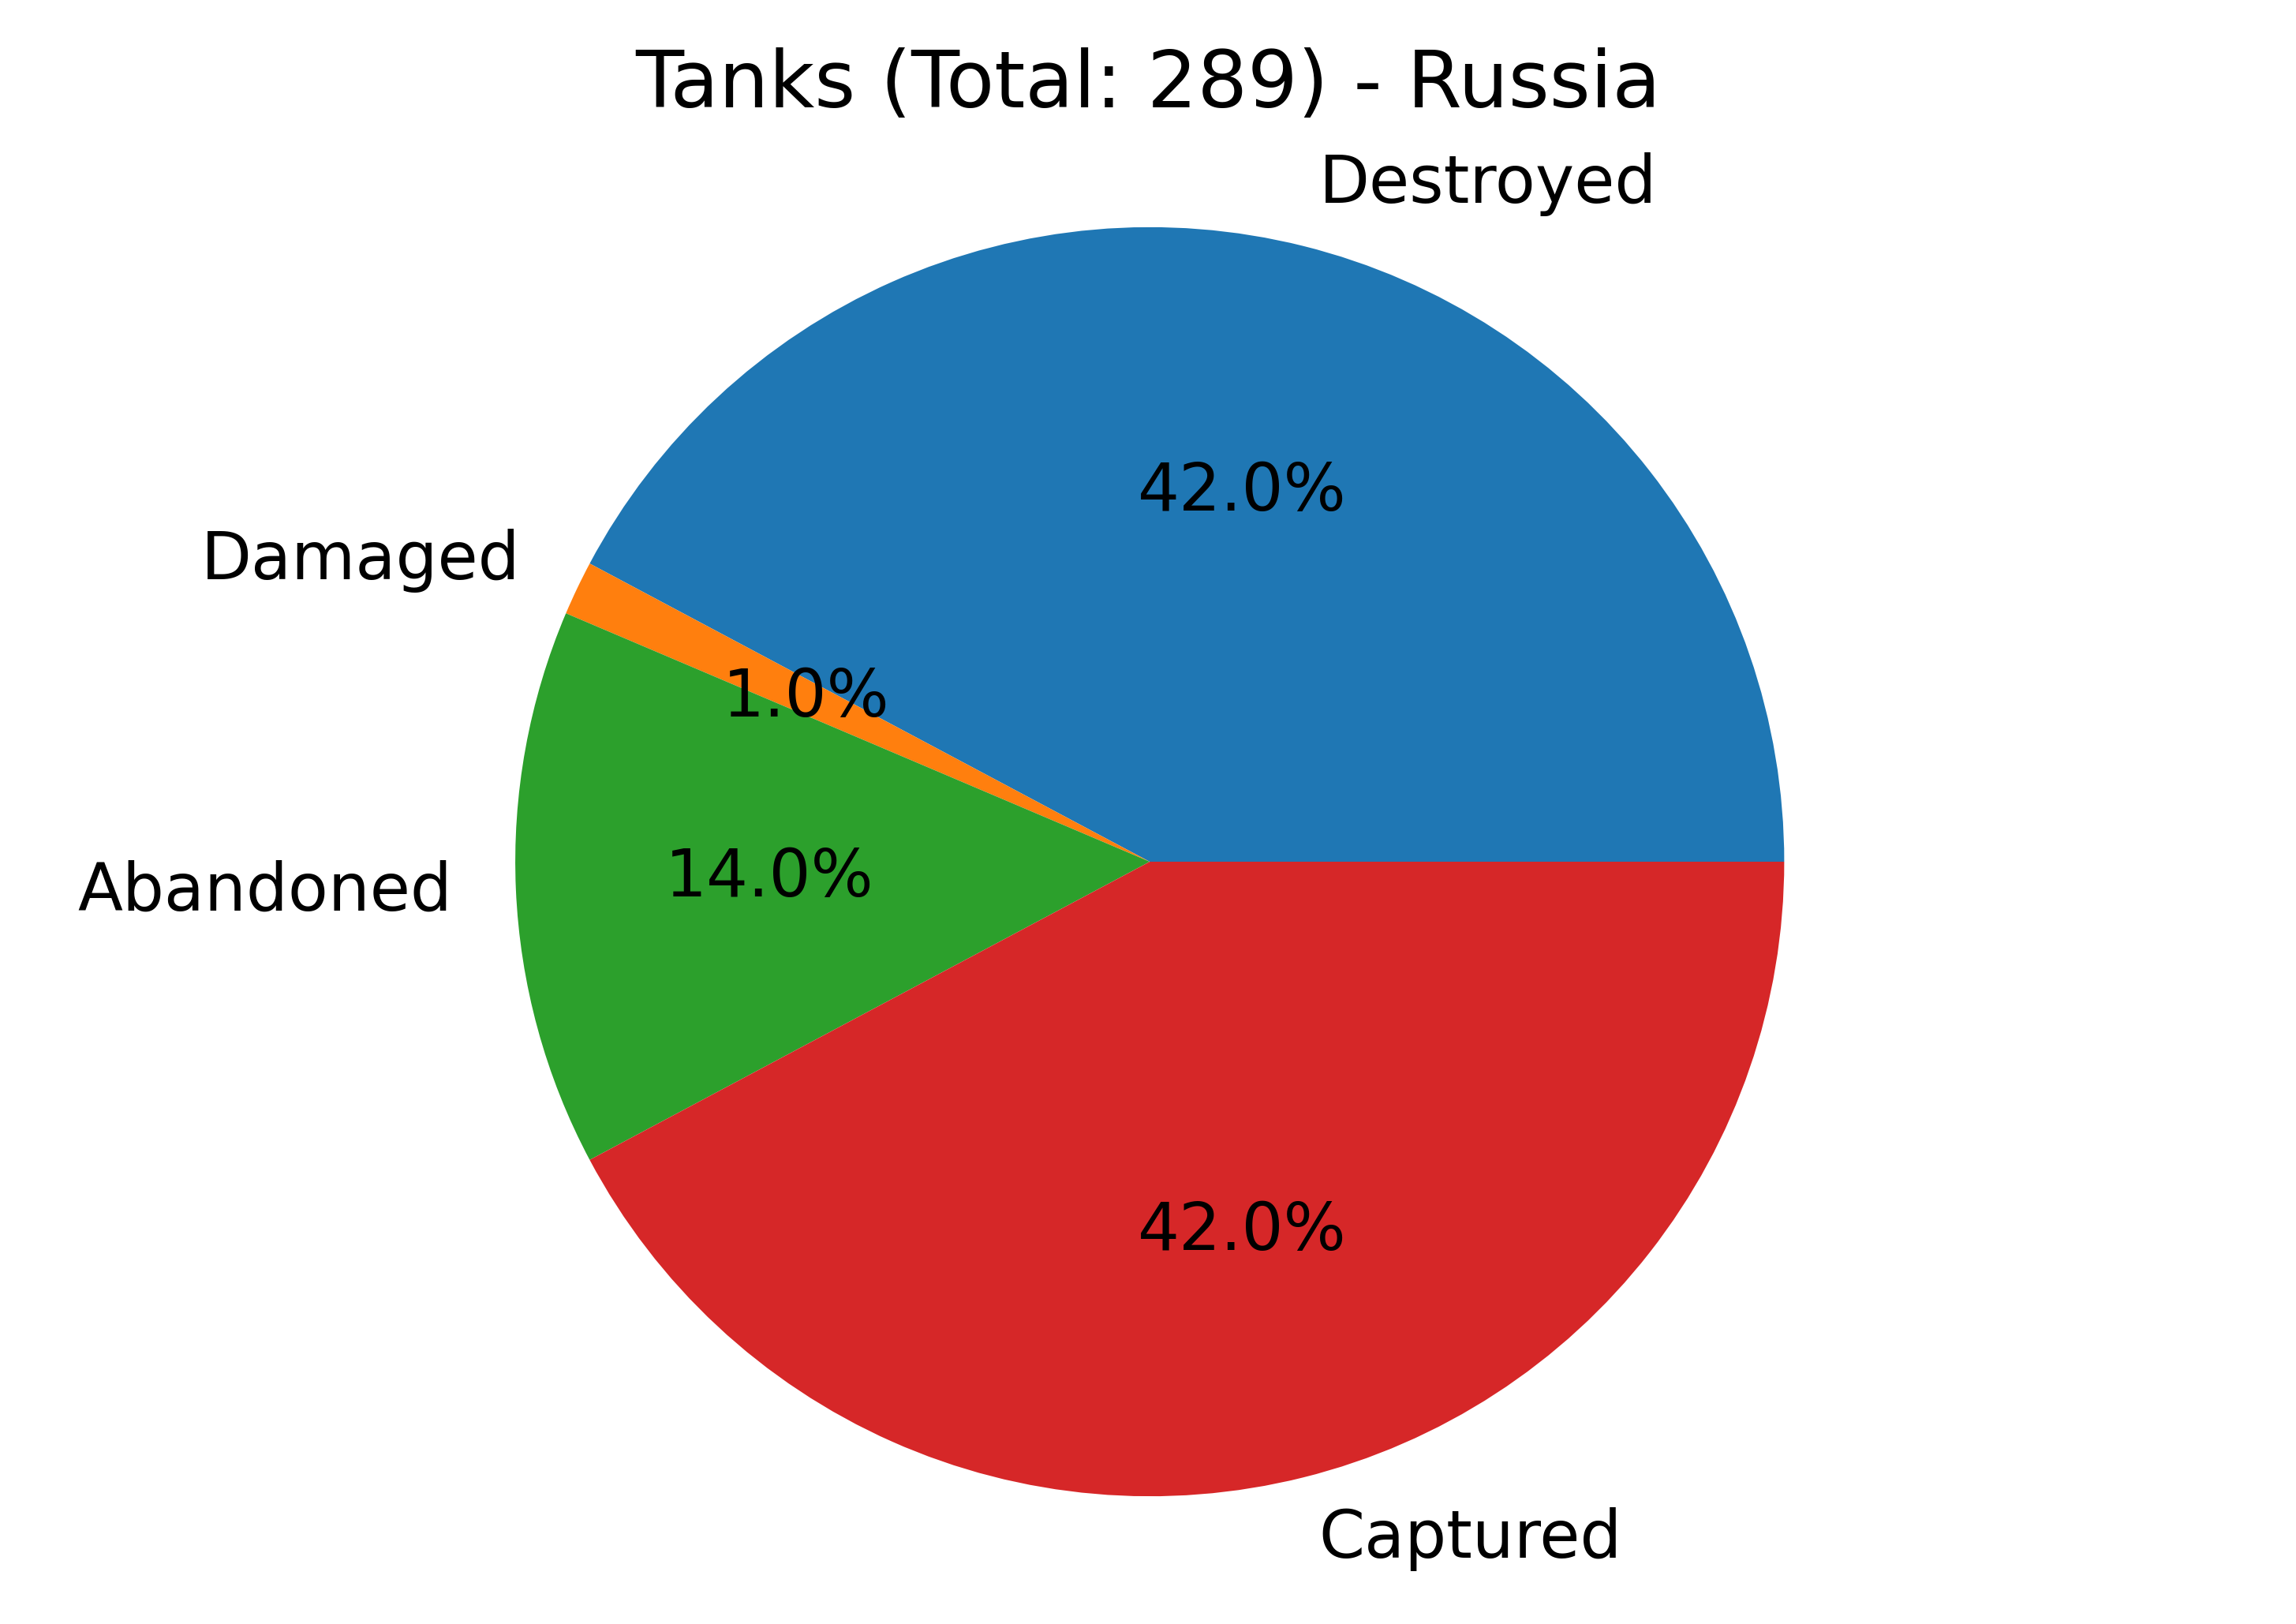 Tanks (Total: 289) - Russia
Destroyed
42.0%
Damaged
1.0%
Abandoned
14.0%
42.0%
Captured